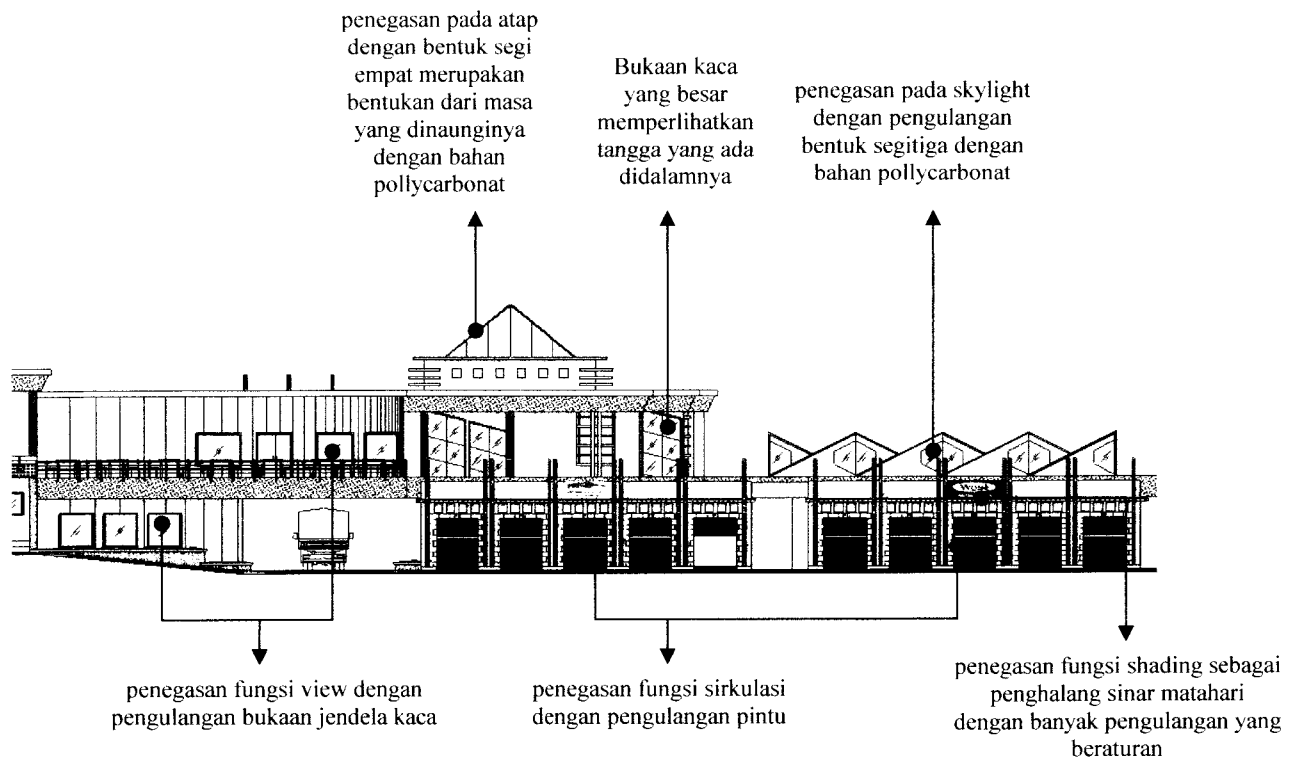 penegasan pada atap
dengan bentuk segi
empat merupakan
bentukan dari masa
yang dinaunginya
dengan bahan
pollycarbonat
Bukaan kaca
yang besar
memperlihatkan
tangga yang ada
didalamnya
penegasan pada skylight
dengan pengulangan
bentuk segitiga dengan
bahan pollycarbonat
penegasan fungsi view dengan
pengulangan bukaan jendela kaca
penegasan fungsi sirkulasi
dengan pengulangan pintu
penegasan fungsi shading sebagai
penghalang sinar matahari
dengan banyak pengulangan yang
beraturan